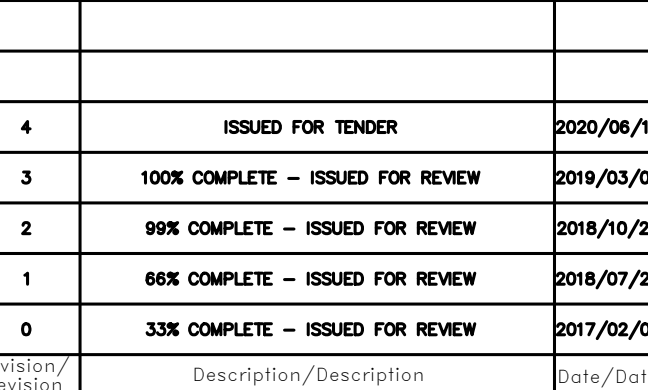 4 ISSUED FOR TENDER 2020/06/1
3 100% COMPLETE – ISSUED FOR REVIEW 2019/03/0
2 99% COMPLETE – ISSUED FOR REVIEW 2018/10/2
1 66% COMPLETE – ISSUED FOR REVIEW 2018/07/2
0 33% COMPLETE – ISSUED FOR REVIEW 2017/02/0
vision/ Description/Description Date/Dat
evision